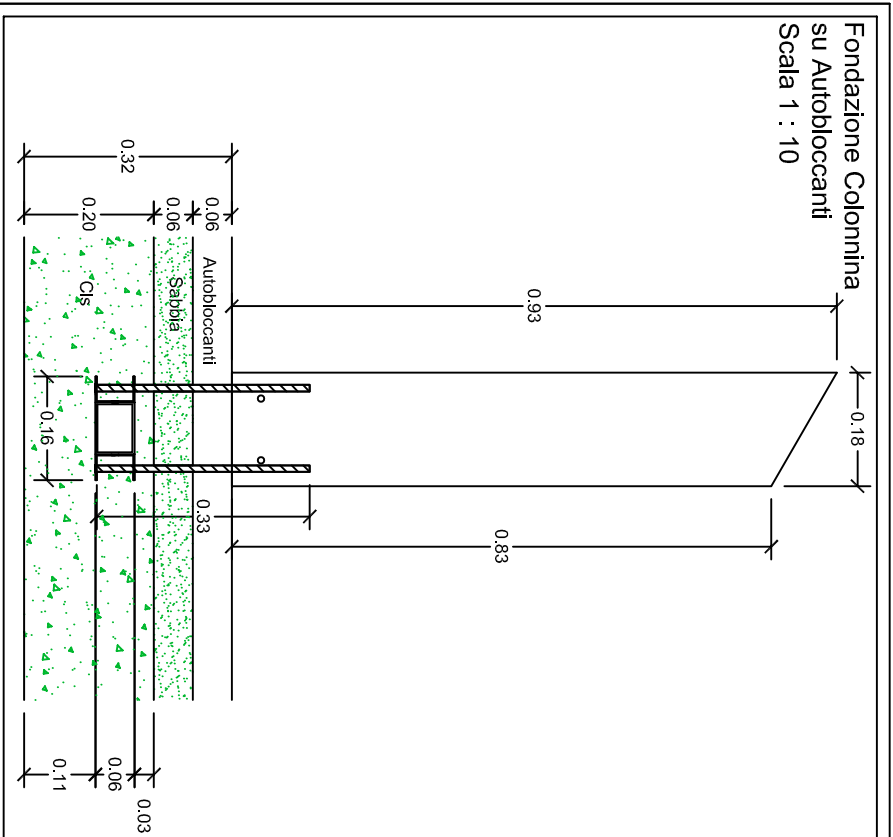 Fondazione Colonnina
su Autobloccanti
Scala 1 : 10
0.18
0.93
0.83
0.33
0.32
0.06
0.06
0.20
Autobloccanti
Sabbia
Cls
0.16
0.03
0.06
0.11